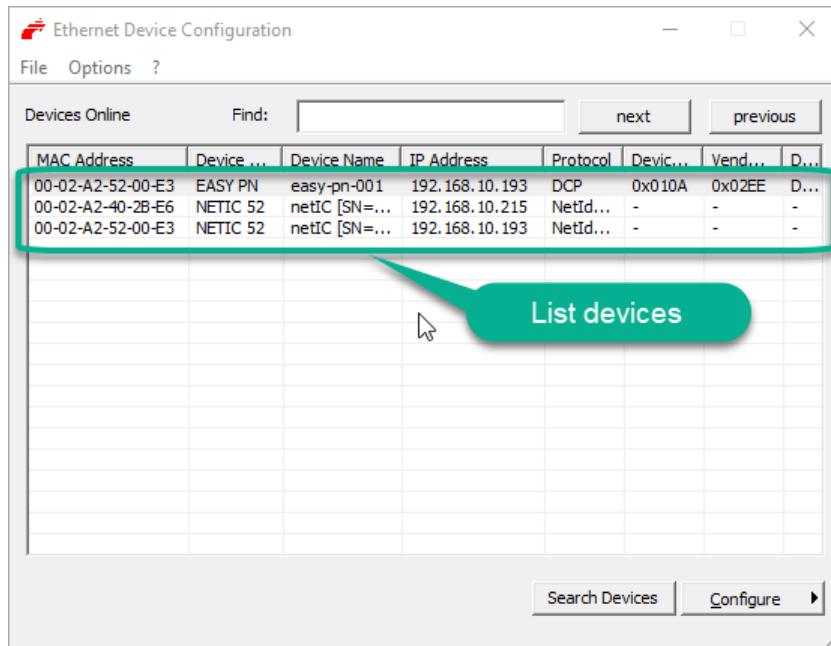 Ethernet Device Configuration
File Options ?
Devices Online Find: next previous
MAC Address Device ... Device Name IP Address Protocol Devic... Vend... D...
00-02-A2-52-00-E3 EASY PN easy-pn-001 192.168.10.193 DCP 0x010A 0x02EE D...
00-02-A2-40-2B-E6 NETIC 52 netIC [SN=... 192.168.10.215 NetId... - - -
00-02-A2-52-00-E3 NETIC 52 netIC [SN=... 192.168.10.193 NetId... - - -
List devices
Search Devices Configure